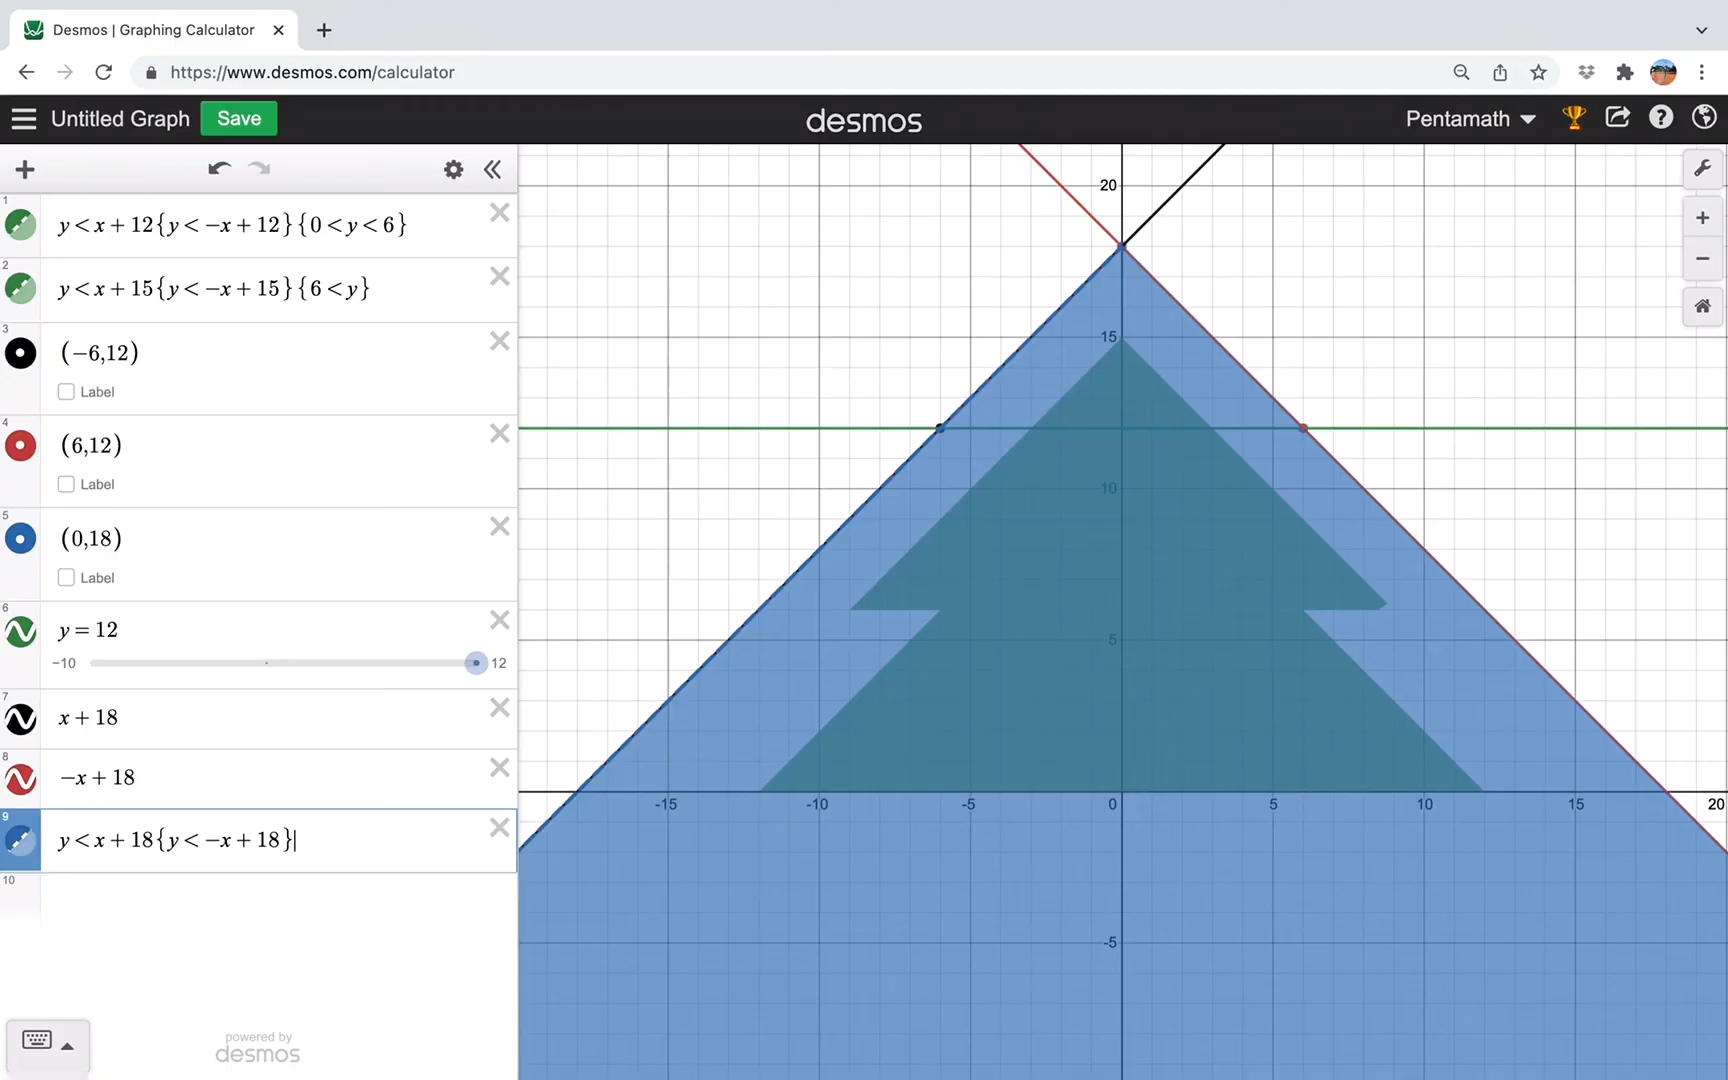 Desmos | Graphing Calculator
https://www.desmos.com/calculator
Untitled Graph Save desmos Pentamath
1
y < x + 12{y < −x + 12}{0 < y < 6}
2
y < x + 15{y < −x + 15}{6 < y}
3
(−6,12)
Label
4
(6,12)
Label
5
(0,18)
Label
6
y = 12
−10 12
7
x + 18
8
−x + 18
9
y < x + 18{y < −x + 18}
10
powered by
desmos
20
15
10
5
-15 -10 -5 0 5 10 15 20
-5